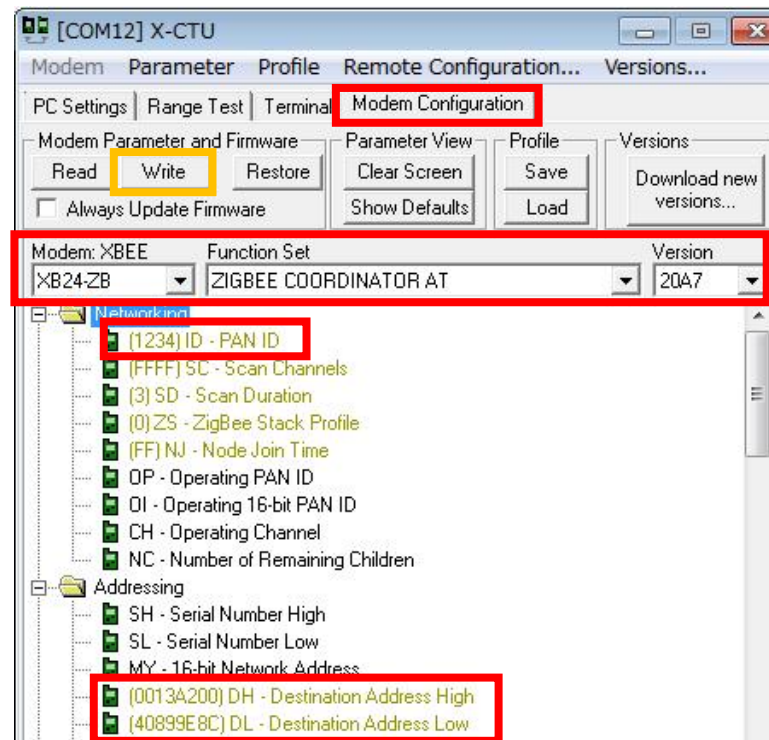 [COM12] X-CTU
Modem Parameter Profile Remote Configuration... Versions...
PC Settings Range Test Terminal Modem Configuration
Modem Parameter and Firmware Parameter View Profile Versions
Read Write Restore Clear Screen Save Download new versions...
Always Update Firmware Show Defaults Load
Modem: XBEE Function Set Version
XB24-ZB ZIGBEE COORDINATOR AT 20A7
Networking
(1234) ID - PAN ID
(FFFF) SC - Scan Channels
(3) SD - Scan Duration
(0) ZS - ZigBee Stack Profile
(FF) NJ - Node Join Time
OP - Operating PAN ID
OI - Operating 16-bit PAN ID
CH - Operating Channel
NC - Number of Remaining Children
Addressing
SH - Serial Number High
SL - Serial Number Low
MY - 16-bit Network Address
(0013A200) DH - Destination Address High
(40899E8C) DL - Destination Address Low